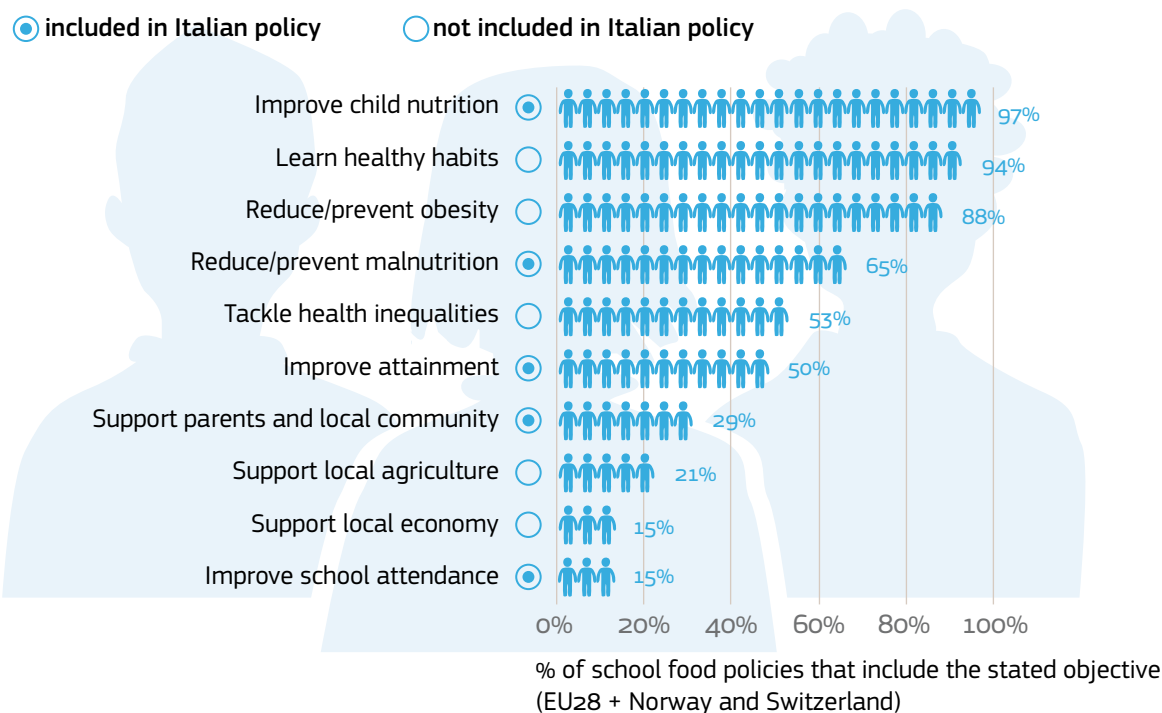 included in Italian policy not included in Italian policy
Improve child nutrition 97%
Learn healthy habits 94%
Reduce/prevent obesity 88%
Reduce/prevent malnutrition 65%
Tackle health inequalities 53%
Improve attainment 50%
Support parents and local community 29%
Support local agriculture 21%
Support local economy 15%
Improve school attendance 15%
0% 20% 40% 60% 80% 100%
% of school food policies that include the stated objective
(EU28 + Norway and Switzerland)